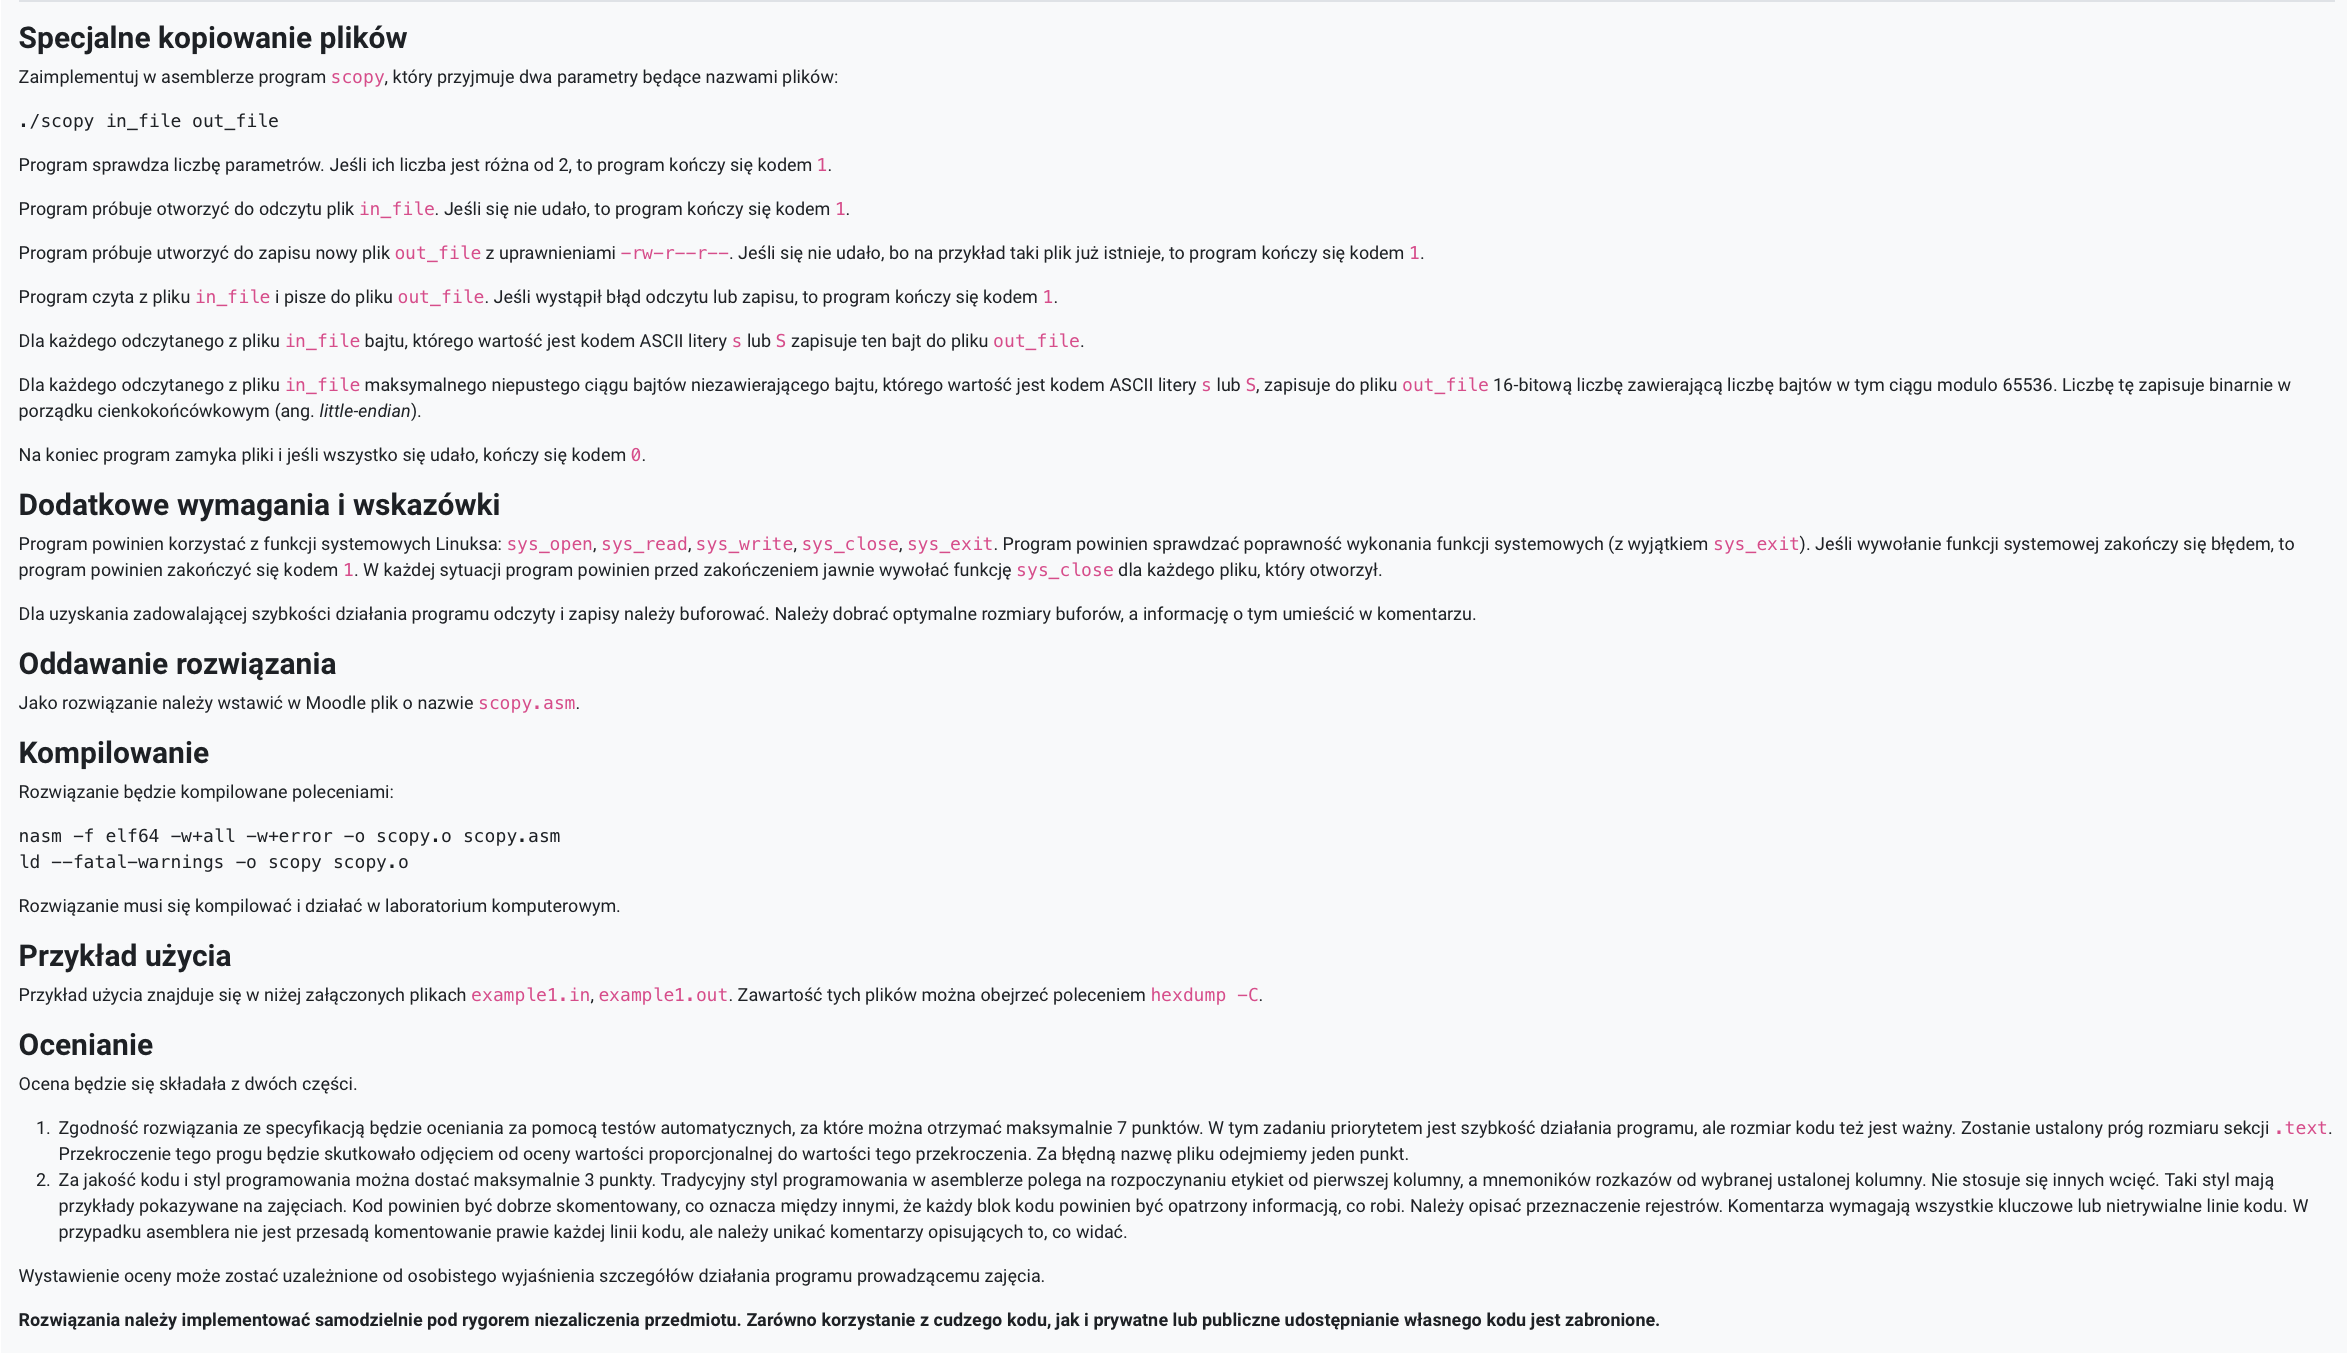 Specjalne kopiowanie plików
Zaimplementuj w asemblerze program scopy, który przyjmuje dwa parametry będące nazwami plików:
./scopy in_file out_file
Program sprawdza liczbę parametrów. Jeśli ich liczba jest różna od 2, to program kończy się kodem 1.
Program próbuje otworzyć do odczytu plik in_file. Jeśli się nie udało, to program kończy się kodem 1.
Program próbuje utworzyć do zapisu nowy plik out_file z uprawnieniami -rw-r--r--. Jeśli się nie udało, bo na przykład taki plik już istnieje, to program kończy się kodem 1.
Program czyta z pliku in_file i pisze do pliku out_file. Jeśli wystąpił błąd odczytu lub zapisu, to program kończy się kodem 1.
Dla każdego odczytanego z pliku in_file bajtu, którego wartość jest kodem ASCII litery s lub S zapisuje ten bajt do pliku out_file.
Dla każdego odczytanego z pliku in_file maksymalnego niepustego ciągu bajtów niezawierającego bajtu, którego wartość jest kodem ASCII litery s lub S, zapisuje do pliku out_file 16-bitową liczbę zawierającą liczbę bajtów w tym ciągu modulo 65536. Liczbę tę zapisuje binarnie w
porządku cienkokońcówkowym (ang. little-endian).
Na koniec program zamyka pliki i jeśli wszystko się udało, kończy się kodem 0.
Dodatkowe wymagania i wskazówki
Program powinien korzystać z funkcji systemowych Linuksa: sys_open, sys_read, sys_write, sys_close, sys_exit. Program powinien sprawdzać poprawność wykonania funkcji systemowych (z wyjątkiem sys_exit). Jeśli wywołanie funkcji systemowej zakończy się błędem, to
program powinien zakończyć się kodem 1. W każdej sytuacji program powinien przed zakończeniem jawnie wywołać funkcję sys_close dla każdego pliku, który otworzył.
Dla uzyskania zadowalającej szybkości działania programu odczyty i zapisy należy buforować. Należy dobrać optymalne rozmiary buforów, a informację o tym umieścić w komentarzu.
Oddawanie rozwiązania
Jako rozwiązanie należy wstawić w Moodle plik o nazwie scopy.asm.
Kompilowanie
Rozwiązanie będzie kompilowane poleceniami:
nasm -f elf64 -w+all -w+error -o scopy.o scopy.asm
ld --fatal-warnings -o scopy scopy.o
Rozwiązanie musi się kompilować i działać w laboratorium komputerowym.
Przykład użycia
Przykład użycia znajduje się w niżej załączonych plikach example1.in, example1.out. Zawartość tych plików można obejrzeć poleceniem hexdump -C.
Ocenianie
Ocena będzie się składała z dwóch części.
1. Zgodność rozwiązania ze specyfikacją będzie oceniania za pomocą testów automatycznych, za które można otrzymać maksymalnie 7 punktów. W tym zadaniu priorytetem jest szybkość działania programu, ale rozmiar kodu też jest ważny. Zostanie ustalony próg rozmiaru sekcji .text.
Przekroczenie tego progu będzie skutkowało odjęciem od oceny wartości proporcjonalnej do wartości tego przekroczenia. Za błędną nazwę pliku odejmiemy jeden punkt.
2. Za jakość kodu i styl programowania można dostać maksymalnie 3 punkty. Tradycyjny styl programowania w asemblerze polega na rozpoczynaniu etykiet od pierwszej kolumny, a mnemoników rozkazów od wybranej ustalonej kolumny. Nie stosuje się innych wcięć. Taki styl mają
przykłady pokazywane na zajęciach. Kod powinien być dobrze skomentowany, co oznacza między innymi, że każdy blok kodu powinien być opatrzony informacją, co robi. Należy opisać przeznaczenie rejestrów. Komentarza wymagają wszystkie kluczowe lub nietrywialne linie kodu. W
przypadku asemblera nie jest przesadą komentowanie prawie każdej linii kodu, ale należy unikać komentarzy opisujących to, co widać.
Wystawienie oceny może zostać uzależnione od osobistego wyjaśnienia szczegółów działania programu prowadzącemu zajęcia.
Rozwiązania należy implementować samodzielnie pod rygorem niezaliczenia przedmiotu. Zarówno korzystanie z cudzego kodu, jak i prywatne lub publiczne udostępnianie własnego kodu jest zabronione.